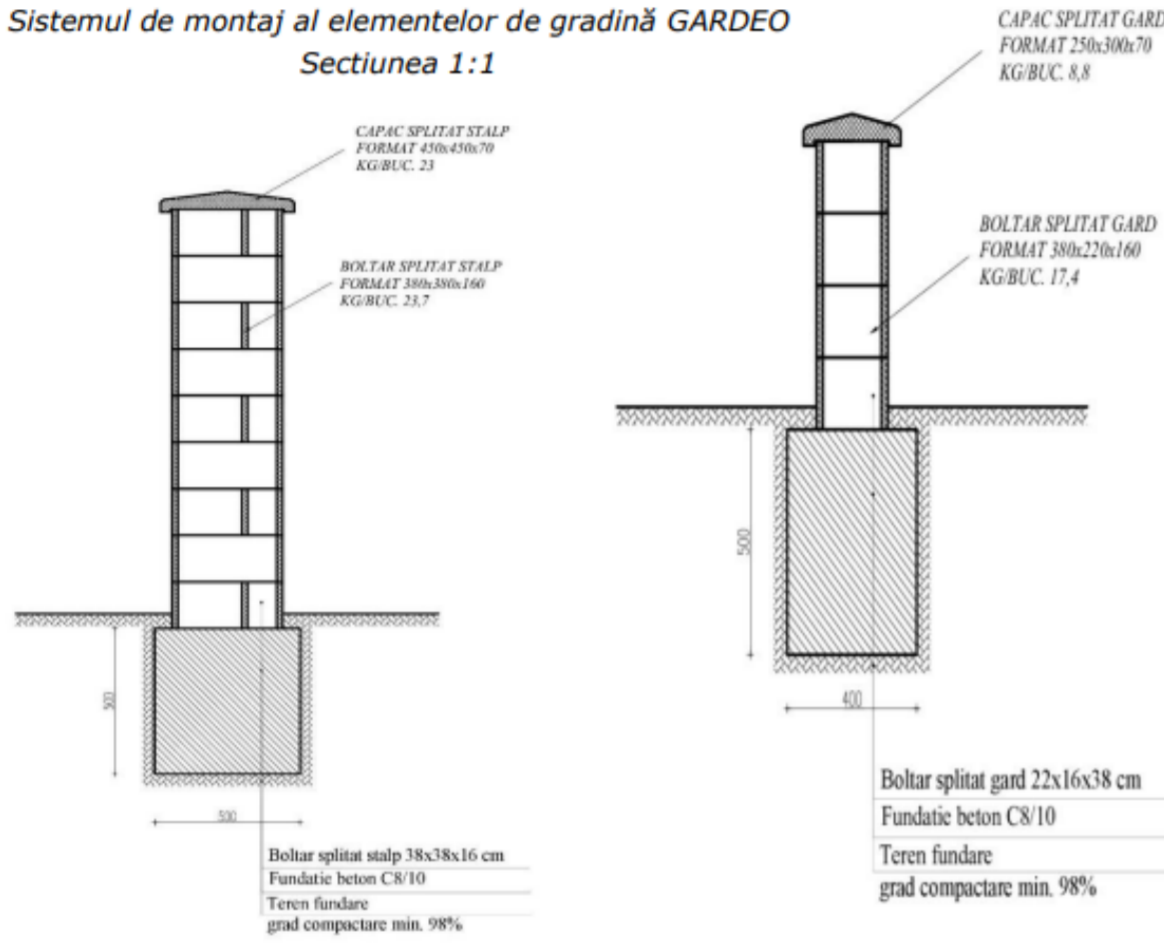 Sistemul de montaj al elementelor de gradină GARDEO
Sectiunea 1:1
CAPAC SPLITAT STALP
FORMAT 450x450x70
KG/BUC. 23
BOLTAR SPLITAT STALP
FORMAT 380x380x160
KG/BUC. 23,7
500
500
Boltar splitat stalp 38x38x16 cm
Fundatie beton C8/10
Teren fundare
grad compactare min. 98%
CAPAC SPLITAT GARD
FORMAT 250x300x70
KG/BUC. 8,8
BOLTAR SPLITAT GARD
FORMAT 380x220x160
KG/BUC. 17,4
500
400
Boltar splitat gard 22x16x38 cm
Fundatie beton C8/10
Teren fundare
grad compactare min. 98%